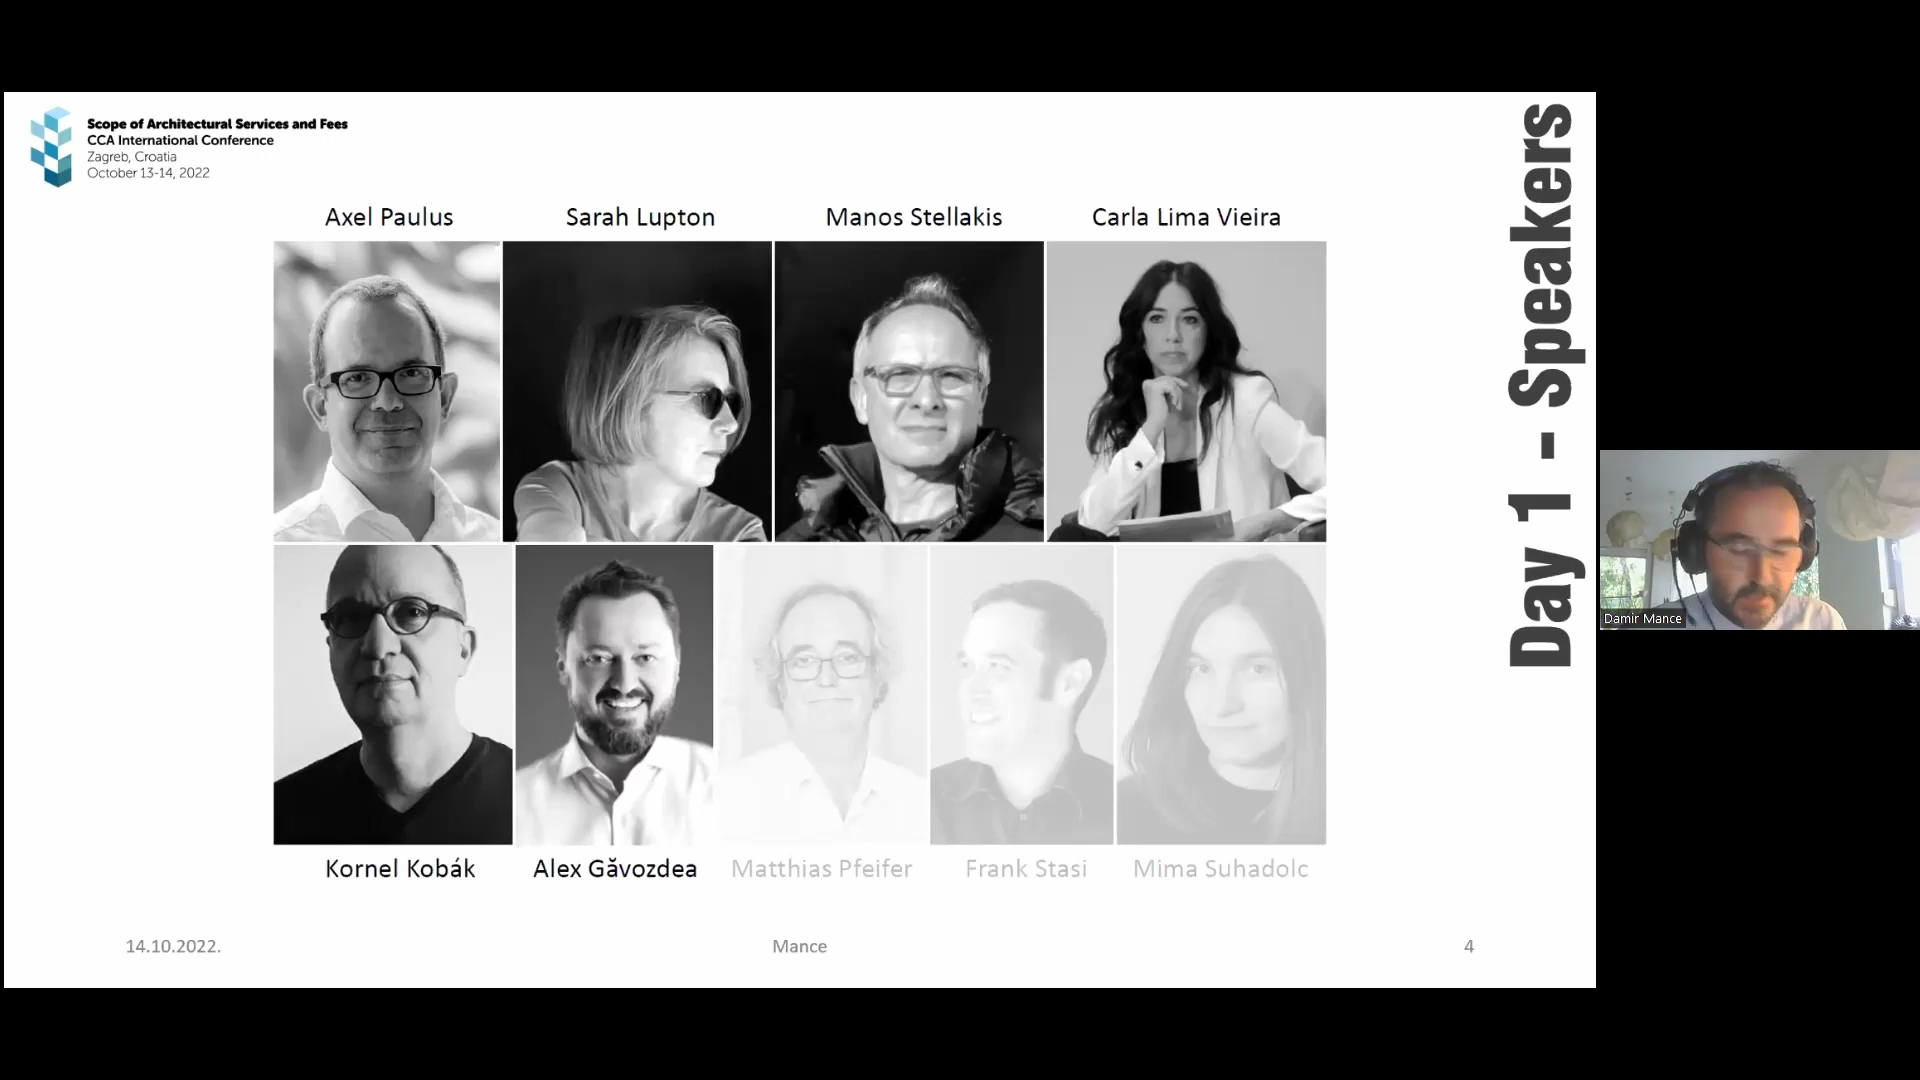 Scope of Architectural Services and Fees
CCA International Conference
Zagreb, Croatia
October 13-14, 2022
Day 1 - Speakers
Axel Paulus
Sarah Lupton
Manos Stellakis
Carla Lima Vieira
Kornel Kobák
Alex Găvozdea
Matthias Pfeifer
Frank Stasi
Mima Suhadolc
14.10.2022.
Mance
4
Damir Mance